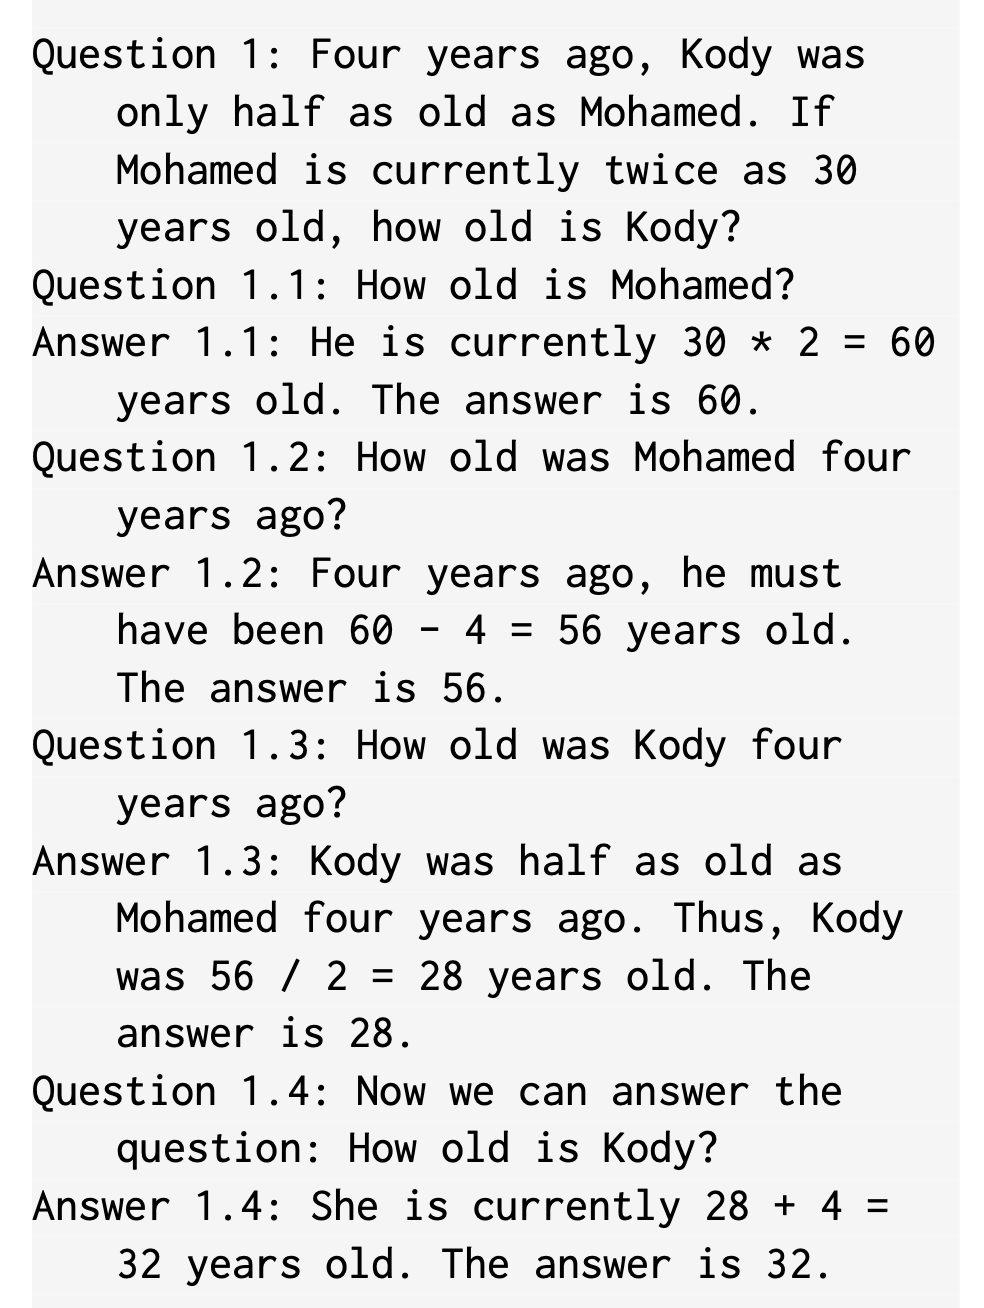 Question 1: Four years ago, Kody was
only half as old as Mohamed. If
Mohamed is currently twice as 30
years old, how old is Kody?
Question 1.1: How old is Mohamed?
Answer 1.1: He is currently 30 * 2 = 60
years old. The answer is 60.
Question 1.2: How old was Mohamed four
years ago?
Answer 1.2: Four years ago, he must
have been 60 − 4 = 56 years old.
The answer is 56.
Question 1.3: How old was Kody four
years ago?
Answer 1.3: Kody was half as old as
Mohamed four years ago. Thus, Kody
was 56 / 2 = 28 years old. The
answer is 28.
Question 1.4: Now we can answer the
question: How old is Kody?
Answer 1.4: She is currently 28 + 4 =
32 years old. The answer is 32.